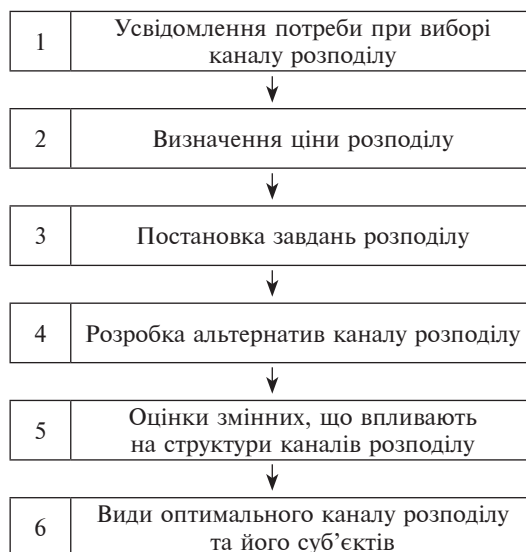 1
Усвідомлення потреби при виборі
каналу розподілу
2
Визначення ціни розподілу
3
Постановка завдань розподілу
4
Розробка альтернатив каналу розподілу
5
Оцінки змінних, що впливають
на структури каналів розподілу
6
Види оптимального каналу розподілу
та його суб’єктів